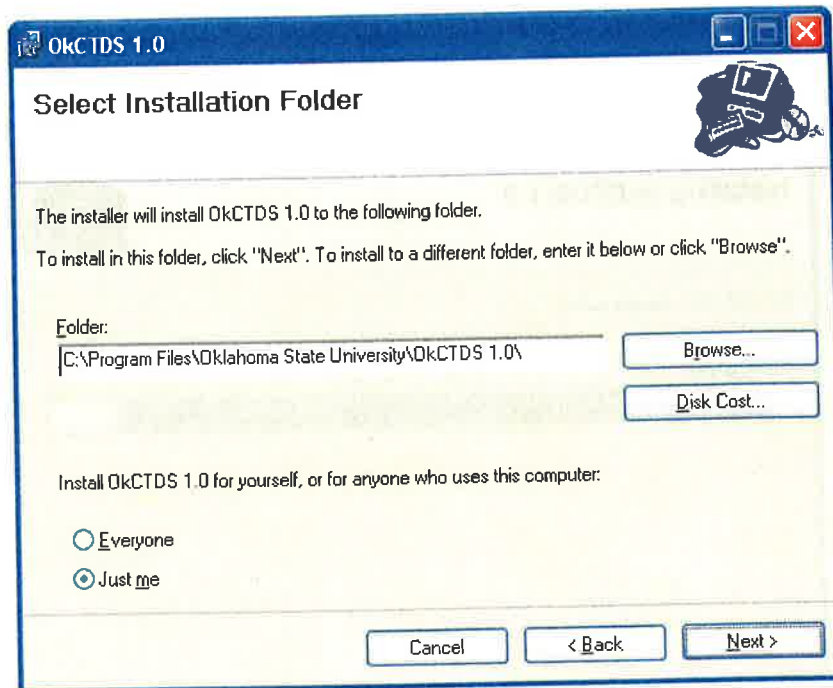 OkCTDS 1.0
Select Installation Folder
The installer will install OkCTDS 1.0 to the following folder.
To install in this folder, click "Next". To install to a different folder, enter it below or click "Browse".
Folder:
C:\Program Files\Oklahoma State University\OkCTDS 1.0\
Browse...
Disk Cost...
Install OkCTDS 1.0 for yourself, or for anyone who uses this computer:
Everyone
Just me
Cancel
< Back
Next >